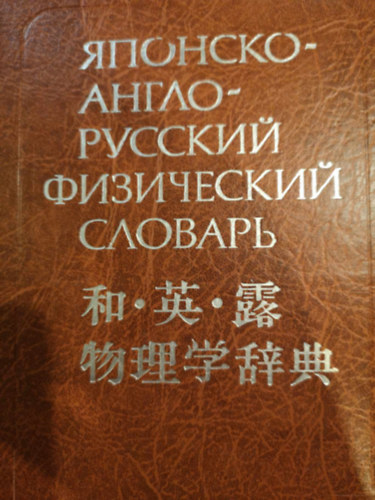 ЯПОНСКО-
АНГЛО-
РУССКИЙ
ФИЗИЧЕСКИЙ
СЛОВАРЬ
和・英・露
物理学辞典